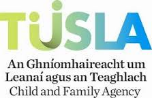 TUSLA
An Ghníomhaireacht um
Leanaí agus an Teaghlach
Child and Family Agency